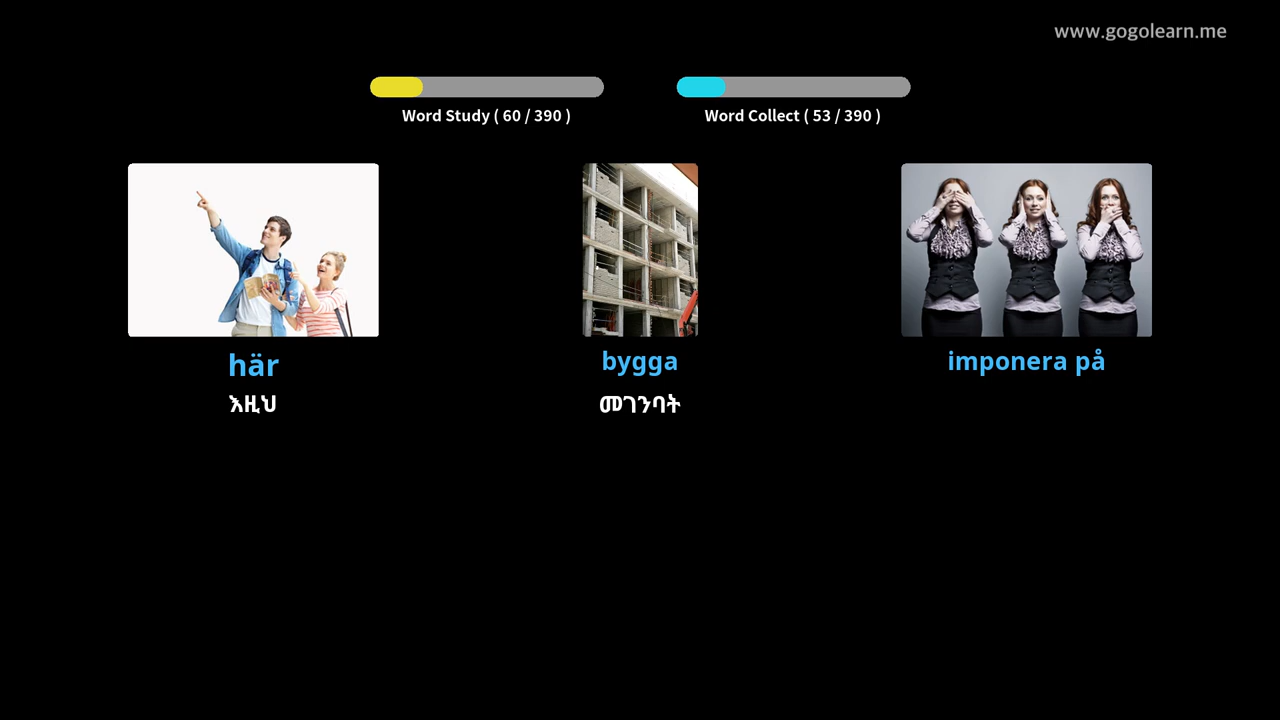 www.gogolearn.me
Word Study ( 60 / 390 )
Word Collect ( 53 / 390 )
här
bygga
imponera på
እዚህ
መገንባት